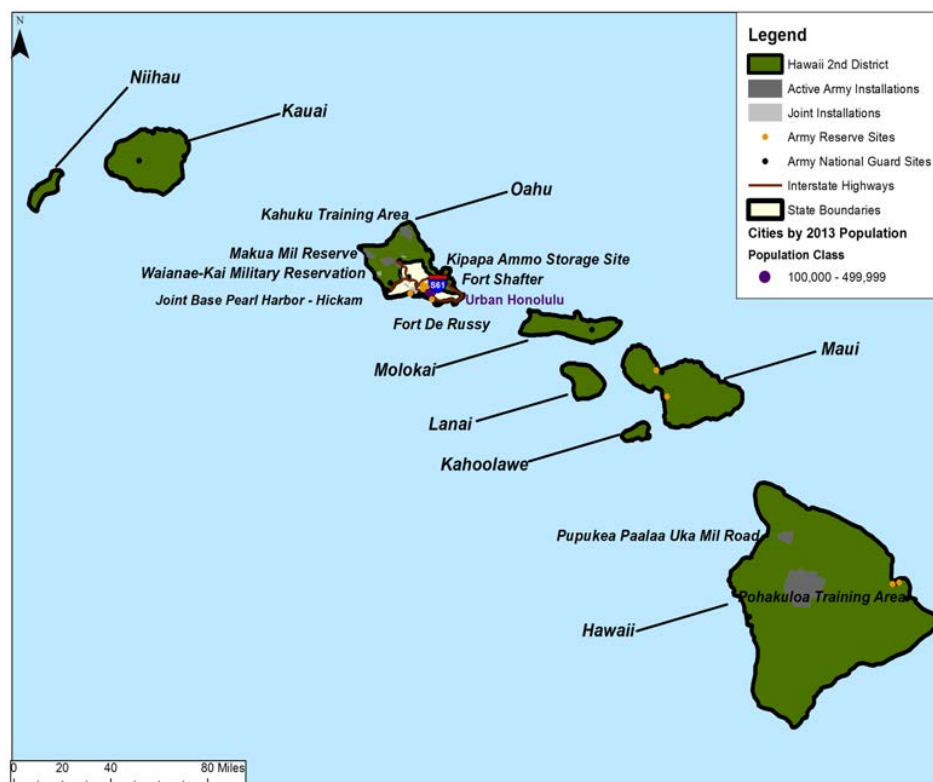 N
Niihau
Kauai
Oahu
Kahuku Training Area
Makua Mil Reserve
Kipapa Ammo Storage Site
Waianae-Kai Military Reservation
Fort Shafter
S61
Joint Base Pearl Harbor - Hickam
Urban Honolulu
Fort De Russy
Molokai
Maui
Lanai
Kahoolawe
Pupukea Paalaa Uka Mil Road
Pohakuloa Training Area
Hawaii
0 20 40 80 Miles
Legend
Hawaii 2nd District
Active Army Installations
Joint Installations
Army Reserve Sites
Army National Guard Sites
Interstate Highways
State Boundaries
Cities by 2013 Population
Population Class
100,000 - 499,999